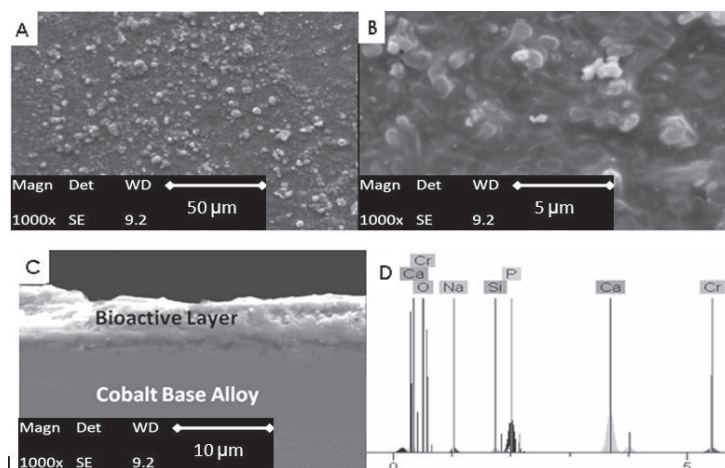 A
Magn Det WD
50 µm
1000x SE 9.2
B
Magn Det WD
5 µm
1000x SE 9.2
C
Bioactive Layer
Cobalt Base Alloy
Magn Det WD
10 µm
1000x SE 9.2
D
Cr
Ca
O
Na
Si
P
Ca
Cr
0
5